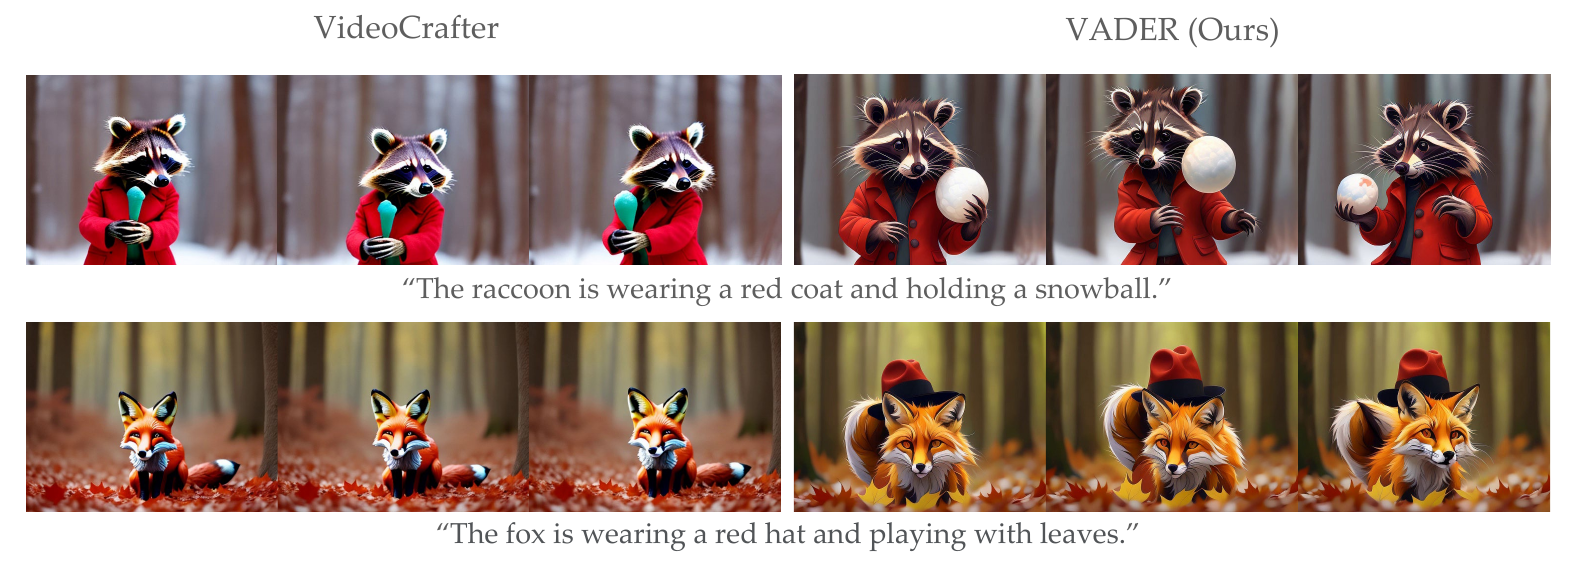 VideoCrafter
VADER (Ours)
“The raccoon is wearing a red coat and holding a snowball.”
“The fox is wearing a red hat and playing with leaves.”